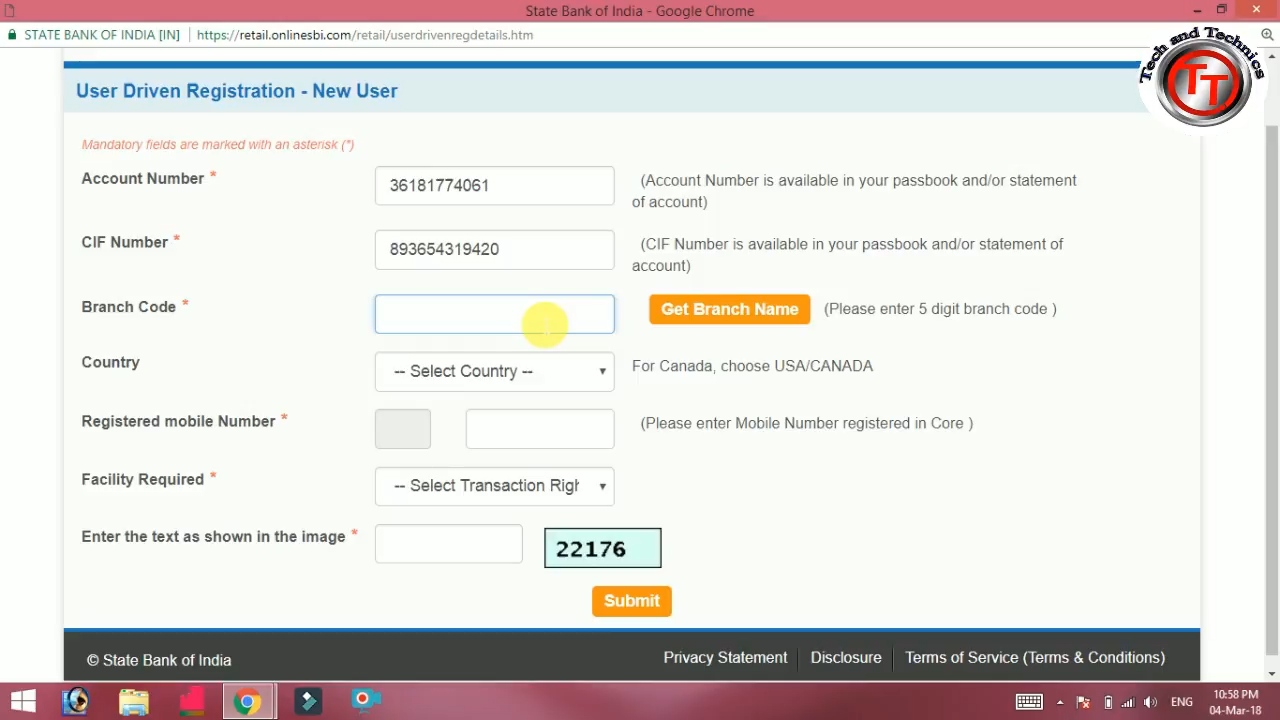 State Bank of India - Google Chrome
STATE BANK OF INDIA [IN] https://retail.onlinesbi.com/retail/userdrivenregdetails.htm
Tech and Technics
TT
User Driven Registration - New User
Mandatory fields are marked with an asterisk (*)
Account Number * 36181774061 (Account Number is available in your passbook and/or statement
of account)
CIF Number * 893654319420 (CIF Number is available in your passbook and/or statement of
account)
Branch Code * Get Branch Name (Please enter 5 digit branch code )
Country -- Select Country -- For Canada, choose USA/CANADA
Registered mobile Number * (Please enter Mobile Number registered in Core )
Facility Required * -- Select Transaction Righ
Enter the text as shown in the image * 22176
Submit
© State Bank of India Privacy Statement Disclosure Terms of Service (Terms & Conditions)
ENG 10:58 PM
04-Mar-18